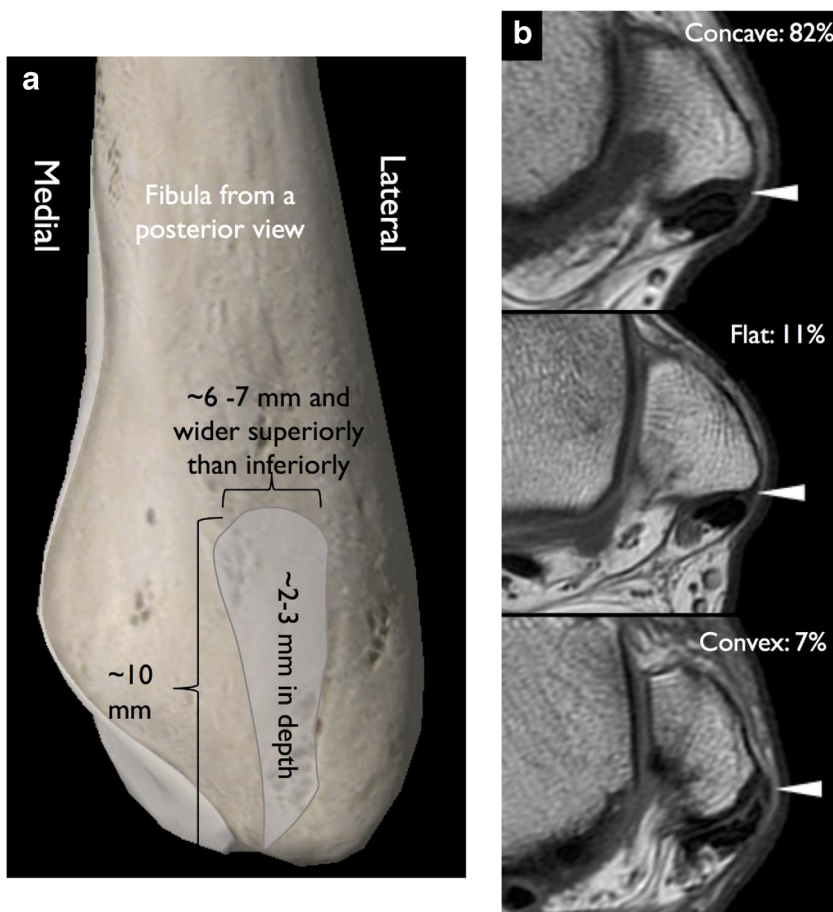 a
Medial
Fibula from a
posterior view
Lateral
~6 -7 mm and
wider superiorly
than inferiorly
~2-3 mm in depth
~10
mm
b
Concave: 82%
Flat: 11%
Convex: 7%